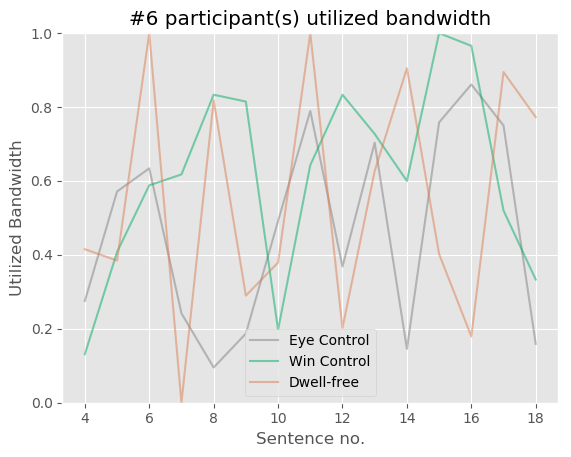 #6 participant(s) utilized bandwidth
1.0
0.8
0.6
0.4
0.2
0.0
Utilized Bandwidth
Eye Control
Win Control
Dwell-free
4 6 8 10 12 14 16 18
Sentence no.